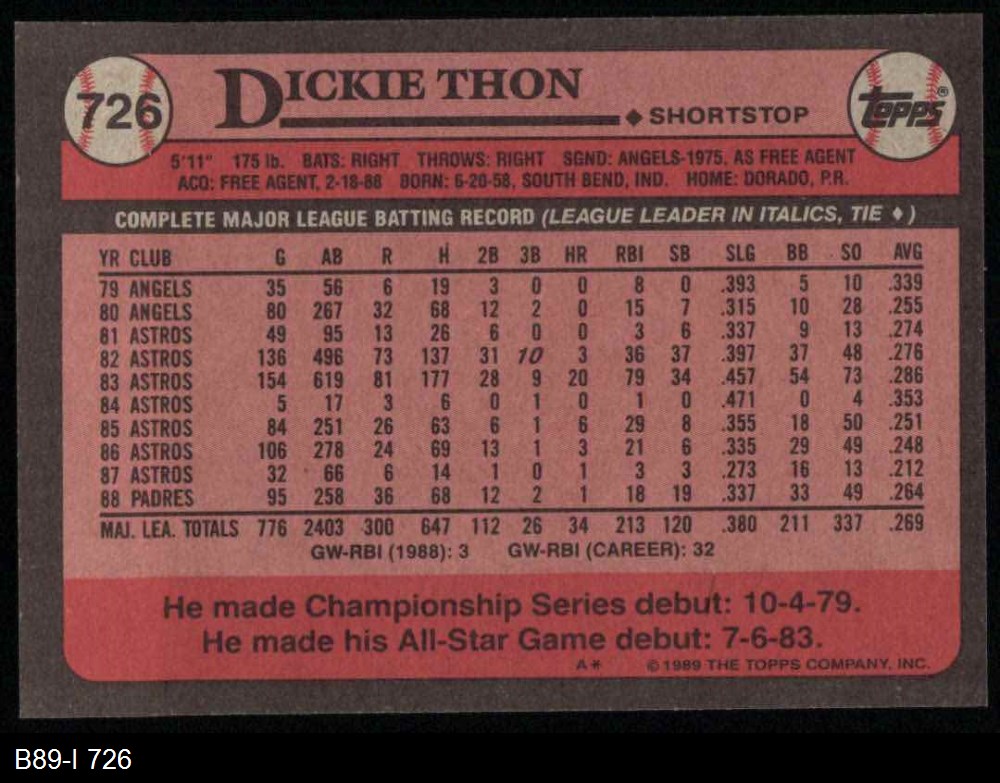 726
DICKIE THON
◆ SHORTSTOP
TOPPS®
5'11" 175 lb. BATS: RIGHT THROWS: RIGHT SGND: ANGELS-1975, AS FREE AGENT
ACQ: FREE AGENT, 2-18-88 BORN: 6-20-58, SOUTH BEND, IND. HOME: DORADO, P.R.
COMPLETE MAJOR LEAGUE BATTING RECORD (LEAGUE LEADER IN ITALICS, TIE ♦)
YR CLUB G AB R H 2B 3B HR RBI SB SLG BB SO AVG
79 ANGELS 35 56 6 19 3 0 0 8 0 .393 5 10 .339
80 ANGELS 80 267 32 68 12 2 0 15 7 .315 10 28 .255
81 ASTROS 49 95 13 26 6 0 0 3 6 .337 9 13 .274
82 ASTROS 136 496 73 137 31 10 3 36 37 .397 37 48 .276
83 ASTROS 154 619 81 177 28 9 20 79 34 .457 54 73 .286
84 ASTROS 5 17 3 6 0 1 0 1 0 .471 0 4 .353
85 ASTROS 84 251 26 63 6 1 6 29 8 .355 18 50 .251
86 ASTROS 106 278 24 69 13 1 3 21 6 .335 29 49 .248
87 ASTROS 32 66 6 14 1 0 1 3 3 .273 16 13 .212
88 PADRES 95 258 36 68 12 2 1 18 19 .337 33 49 .264
MAJ. LEA. TOTALS 776 2403 300 647 112 26 34 213 120 .380 211 337 .269
GW-RBI (1988): 3 GW-RBI (CAREER): 32
He made Championship Series debut: 10-4-79.
He made his All-Star Game debut: 7-6-83.
A* © 1989 THE TOPPS COMPANY, INC.
B89-I 726